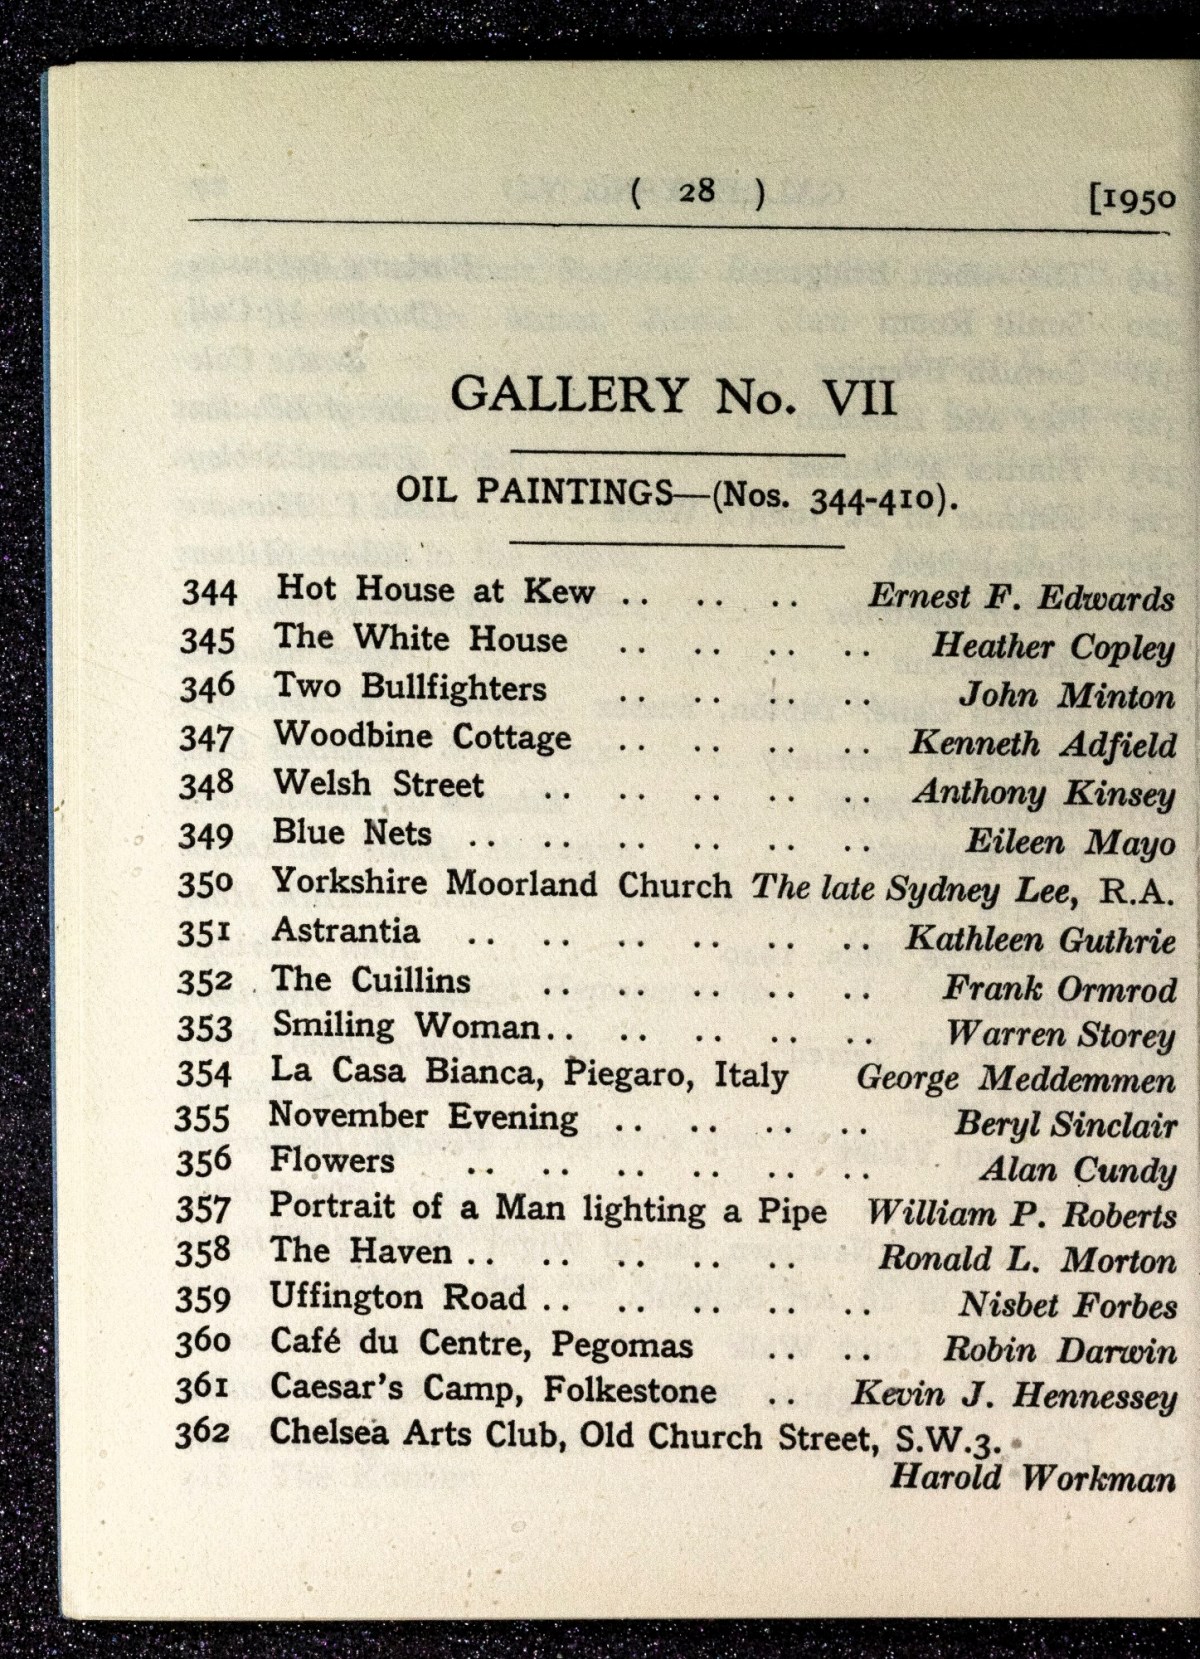 ( 28 ) [1950
GALLERY No. VII
OIL PAINTINGS—(Nos. 344-410).
344 Hot House at Kew .. .. .. Ernest F. Edwards
345 The White House .. .. .. .. Heather Copley
346 Two Bullfighters .. .. .. .. John Minton
347 Woodbine Cottage .. .. .. .. Kenneth Adfield
348 Welsh Street .. .. .. .. .. Anthony Kinsey
349 Blue Nets .. .. .. .. .. .. Eileen Mayo
350 Yorkshire Moorland Church The late Sydney Lee, R.A.
351 Astrantia .. .. .. .. .. .. Kathleen Guthrie
352 The Cuillins .. .. .. .. .. Frank Ormrod
353 Smiling Woman.. .. .. .. .. Warren Storey
354 La Casa Bianca, Piegaro, Italy George Meddemmen
355 November Evening .. .. .. .. Beryl Sinclair
356 Flowers .. .. .. .. .. .. Alan Cundy
357 Portrait of a Man lighting a Pipe William P. Roberts
358 The Haven .. .. .. .. .. Ronald L. Morton
359 Uffington Road .. .. .. .. .. Nisbet Forbes
360 Café du Centre, Pegomas .. .. Robin Darwin
361 Caesar's Camp, Folkestone .. Kevin J. Hennessey
362 Chelsea Arts Club, Old Church Street, S.W.3.
Harold Workman